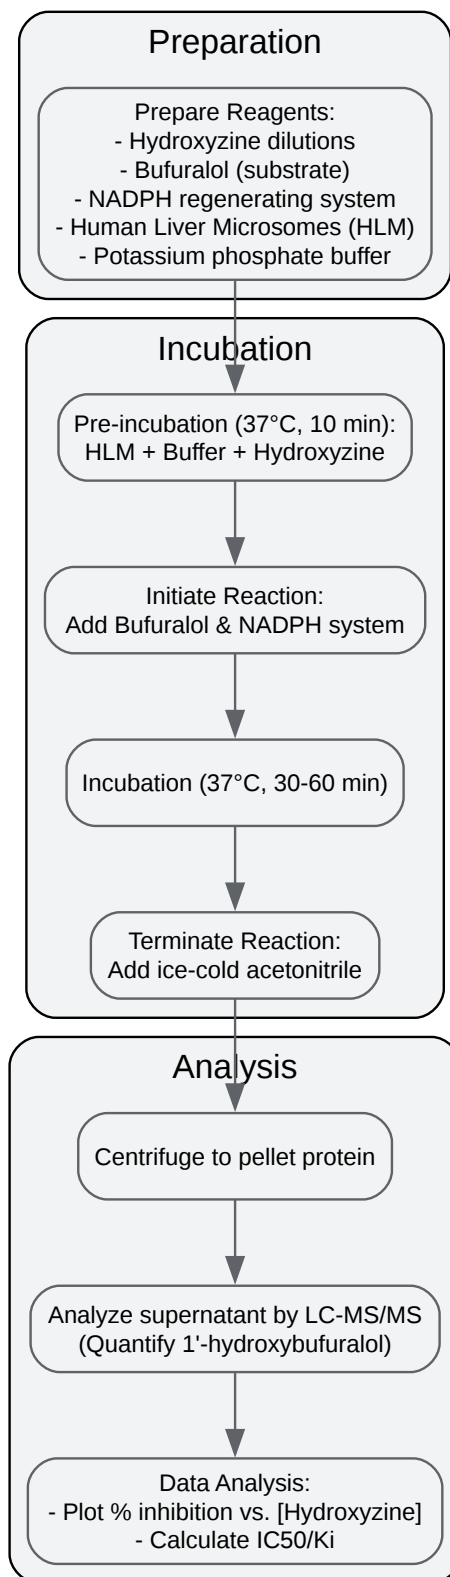 Preparation
Prepare Reagents:
- Hydroxyzine dilutions
- Bufuralol (substrate)
- NADPH regenerating system
- Human Liver Microsomes (HLM)
- Potassium phosphate buffer
Incubation
Pre-incubation (37°C, 10 min):
HLM + Buffer + Hydroxyzine
Initiate Reaction:
Add Bufuralol & NADPH system
Incubation (37°C, 30-60 min)
Terminate Reaction:
Add ice-cold acetonitrile
Analysis
Centrifuge to pellet protein
Analyze supernatant by LC-MS/MS
(Quantify 1'-hydroxybufuralol)
Data Analysis:
- Plot % inhibition vs. [Hydroxyzine]
- Calculate IC50/Ki